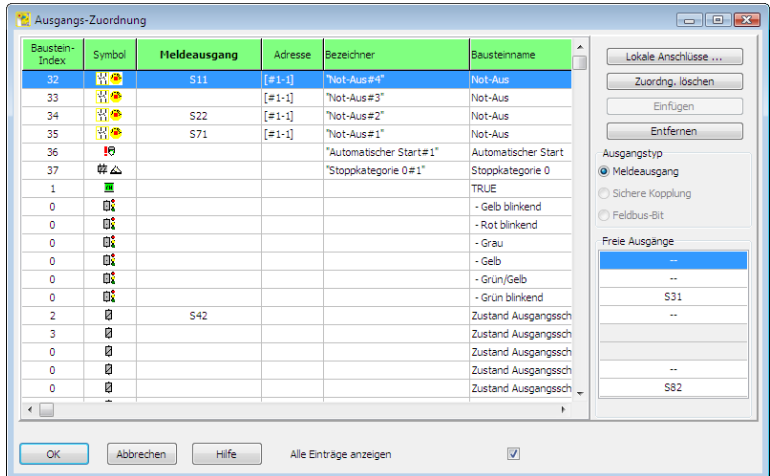 Ausgangs-Zuordnung
Baustein-Index Symbol Meldeausgang Adresse Bezeichner Bausteinname
32 S11 [#1-1] "Not-Aus#4" Not-Aus
33 [#1-1] "Not-Aus#3" Not-Aus
34 S22 [#1-1] "Not-Aus#2" Not-Aus
35 S71 [#1-1] "Not-Aus#1" Not-Aus
36 "Automatischer Start#1" Automatischer Start
37 "Stoppkategorie 0#1" Stoppkategorie 0
1 TRUE
0 - Gelb blinkend
0 - Rot blinkend
0 - Grau
0 - Gelb
0 - Grün/Gelb
0 - Grün blinkend
2 S42 Zustand Ausgangssch
3 Zustand Ausgangssch
0 Zustand Ausgangssch
0 Zustand Ausgangssch
0 Zustand Ausgangssch
Lokale Anschlüsse ...
Zuordng. löschen
Einfügen
Entfernen
Ausgangstyp
Meldeausgang
Sichere Kopplung
Feldbus-Bit
Freie Ausgänge
--
--
S31
--
--
S82
OK Abbrechen Hilfe Alle Einträge anzeigen